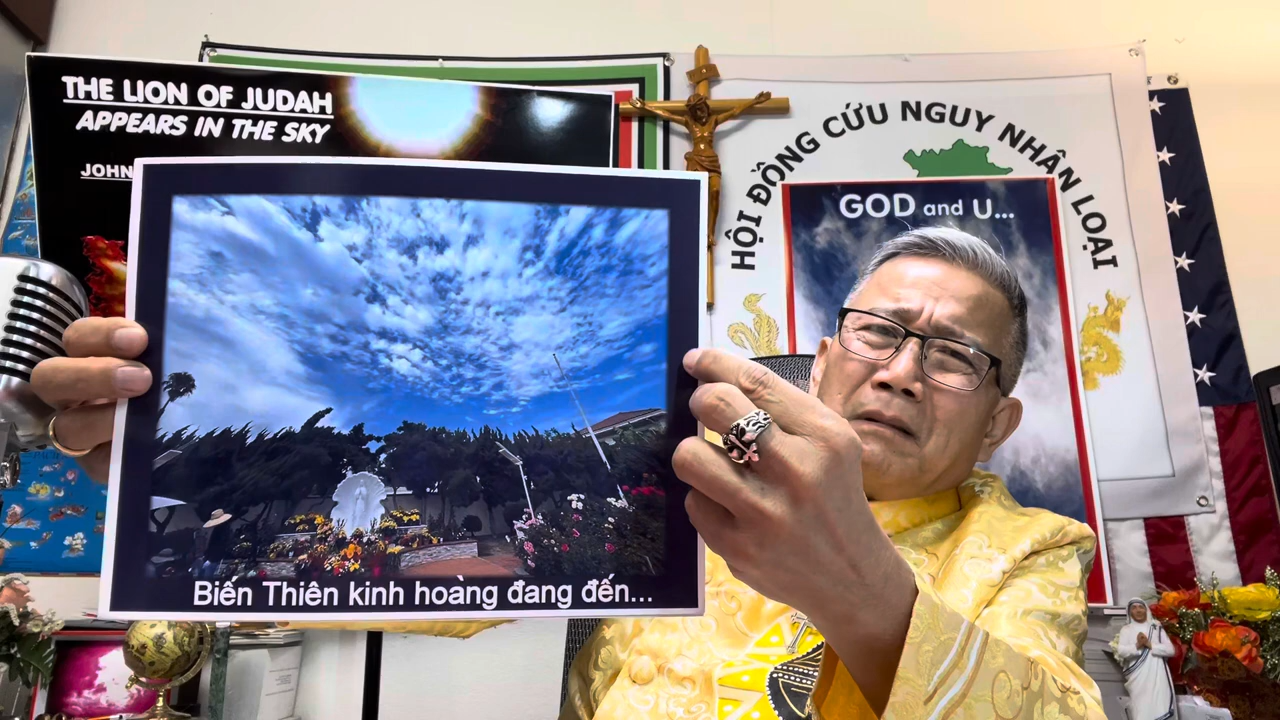 THE LION OF JUDAH
APPEARS IN THE SKY
JOHN
HỘI ĐỒNG CỨU NGUY NHÂN LOẠI
GOD and U...
Biến Thiên kinh hoàng đang đến...